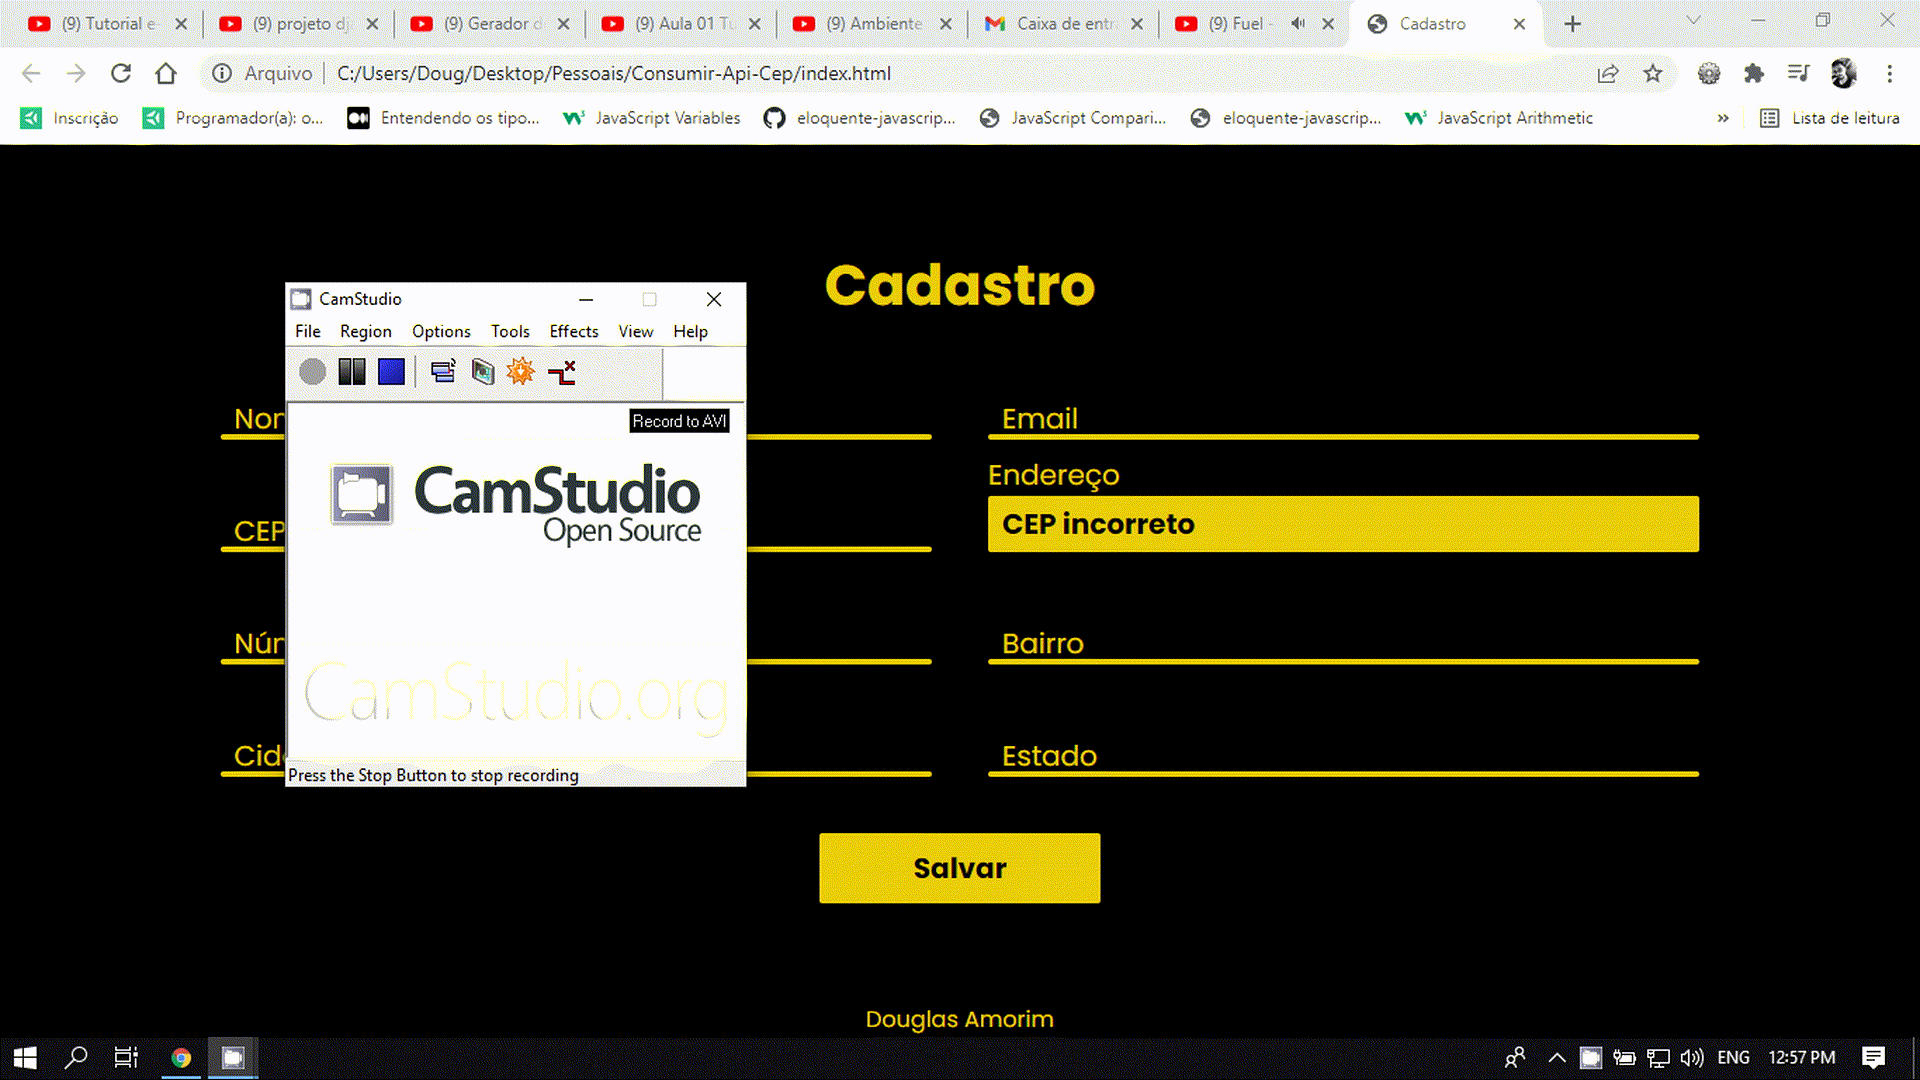 (9) Tutorial e-
(9) projeto dj
(9) Gerador d
(9) Aula 01 Tu
(9) Ambiente
Caixa de entr
(9) Fuel -
Cadastro
Arquivo
C:/Users/Doug/Desktop/Pessoais/Consumir-Api-Cep/index.html
Inscrição
Programador(a): o...
Entendendo os tipo...
JavaScript Variables
eloquente-javascrip...
JavaScript Compari...
eloquente-javascrip...
JavaScript Arithmetic
»
Lista de leitura
Cadastro
CamStudio
File Region Options Tools Effects View Help
Record to AVI
CamStudio
Open Source
CamStudio.org
Press the Stop Button to stop recording
Nor
Email
CEP
Endereço
CEP incorreto
Núr
Bairro
Cid
Estado
Salvar
Douglas Amorim
ENG
12:57 PM